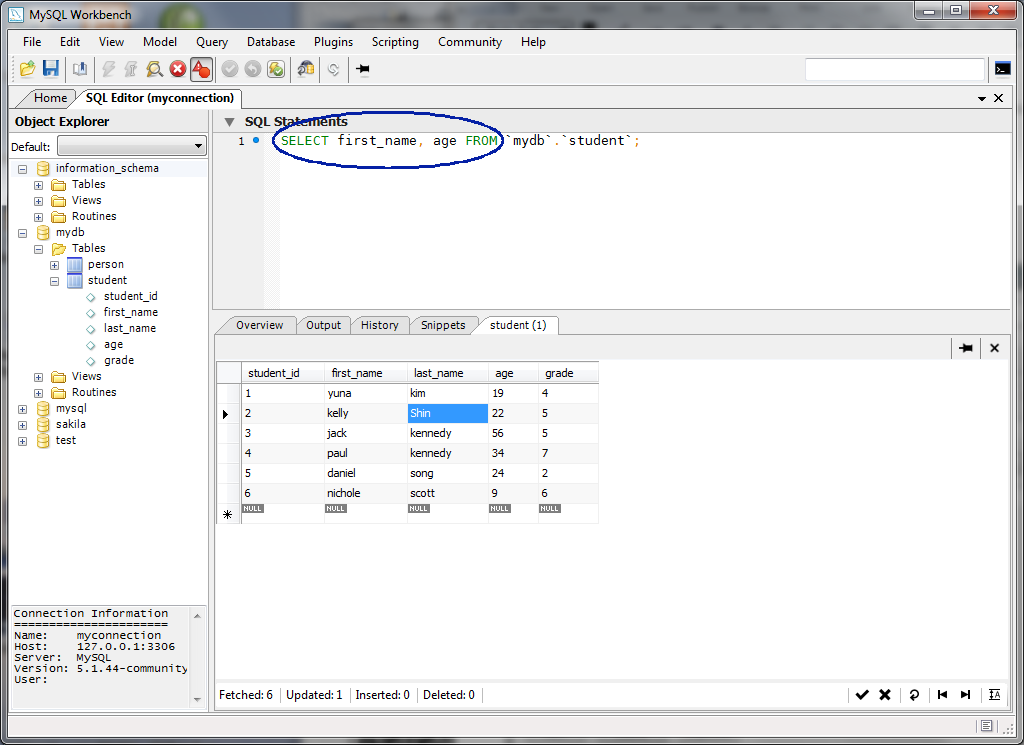 MySQL Workbench
File Edit View Model Query Database Plugins Scripting Community Help
Home SQL Editor (myconnection)
Object Explorer
Default:
information_schema
Tables
Views
Routines
mydb
Tables
person
student
student_id
first_name
last_name
age
grade
Views
Routines
mysql
sakila
test
Connection Information
======================
Name: myconnection
Host: 127.0.0.1:3306
Server: MySQL
Version: 5.1.44-community
User:
SQL Statements
1 SELECT first_name, age FROM `mydb`.`student`;
Overview Output History Snippets student (1)
student_id first_name last_name age grade
1 yuna kim 19 4
2 kelly Shin 22 5
3 jack kennedy 56 5
4 paul kennedy 34 7
5 daniel song 24 2
6 nichole scott 9 6
NULL NULL NULL NULL NULL
Fetched: 6 Updated: 1 Inserted: 0 Deleted: 0